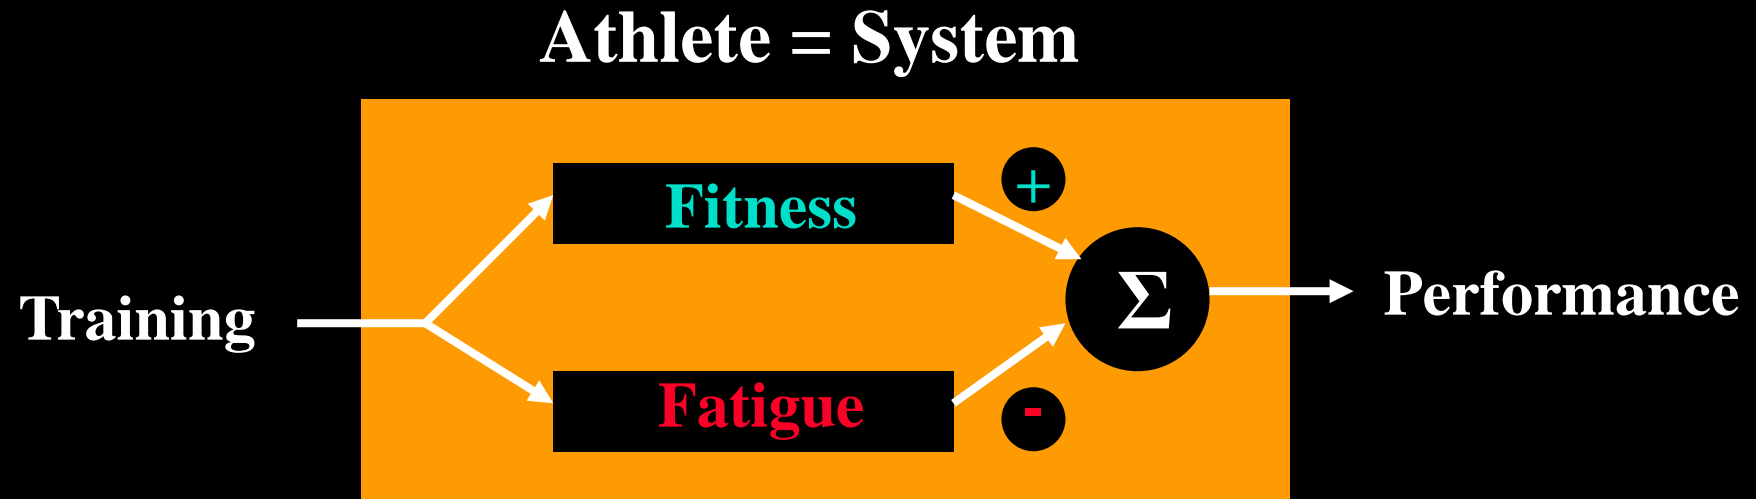 Athlete = System
Fitness
+
Σ
Training
Performance
Fatigue
-